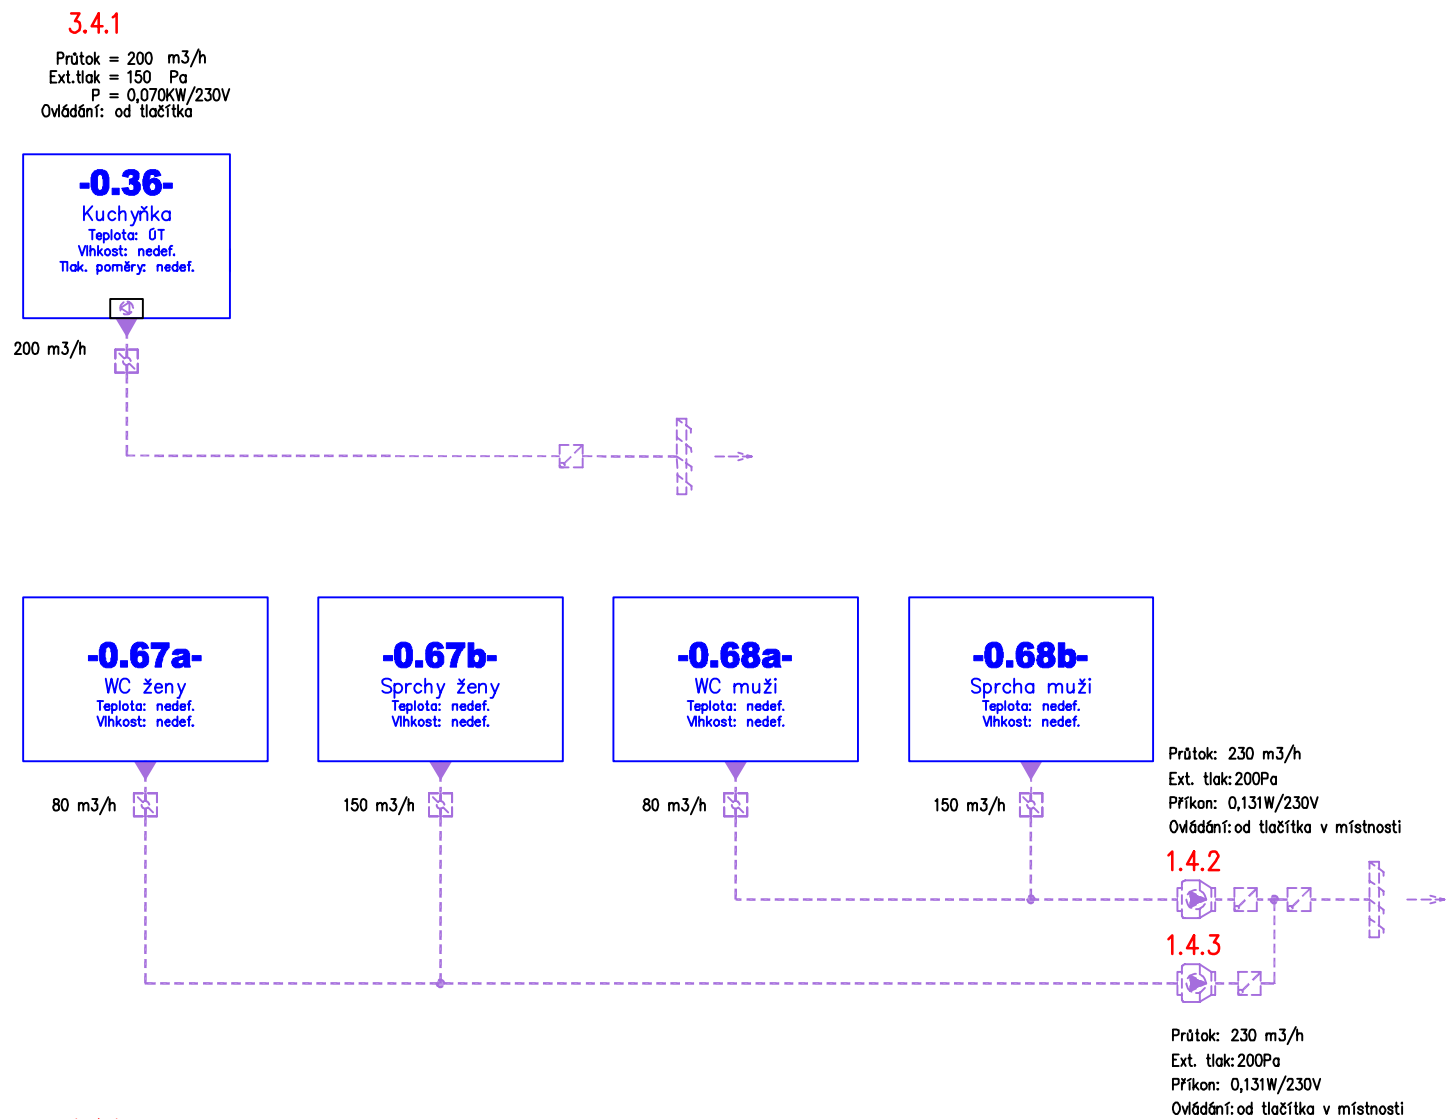 3.4.1
Průtok = 200 m3/h
Ext.tlak = 150 Pa
P = 0,070KW/230V
Ovládání: od tlačítka
-0.36-
Kuchyňka
Teplota: ÚT
Vlhkost: nedef.
Tlak. poměry: nedef.
200 m3/h
-0.67a-
WC ženy
Teplota: nedef.
Vlhkost: nedef.
-0.67b-
Sprchy ženy
Teplota: nedef.
Vlhkost: nedef.
-0.68a-
WC muži
Teplota: nedef.
Vlhkost: nedef.
-0.68b-
Sprcha muži
Teplota: nedef.
Vlhkost: nedef.
80 m3/h
150 m3/h
80 m3/h
150 m3/h
Průtok: 230 m3/h
Ext. tlak: 200Pa
Příkon: 0,131W/230V
Ovládání: od tlačítka v místnosti
1.4.2
1.4.3
Průtok: 230 m3/h
Ext. tlak: 200Pa
Příkon: 0,131W/230V
Ovládání: od tlačítka v místnosti